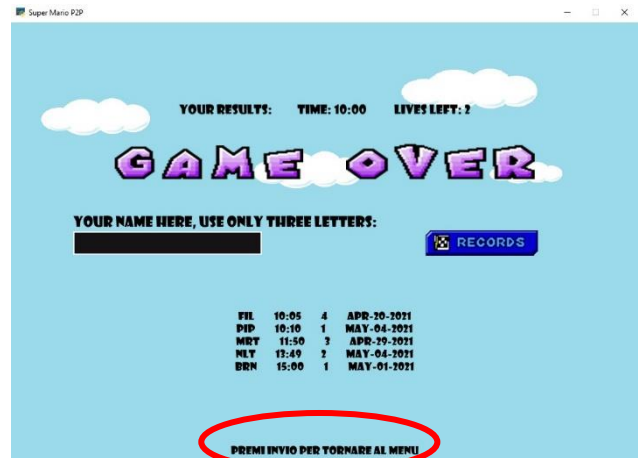 Super Mario P2P
YOUR RESULTS: TIME: 10:00 LIVES LEFT: 2
GAME OVER
YOUR NAME HERE, USE ONLY THREE LETTERS:
RECORDS
FIL 10:05 4 APR-20-2021
PIP 10:10 1 MAY-04-2021
MRT 11:50 3 APR-29-2021
NLT 13:49 2 MAY-04-2021
BRN 15:00 1 MAY-01-2021
PREMI INVIO PER TORNARE AL MENU